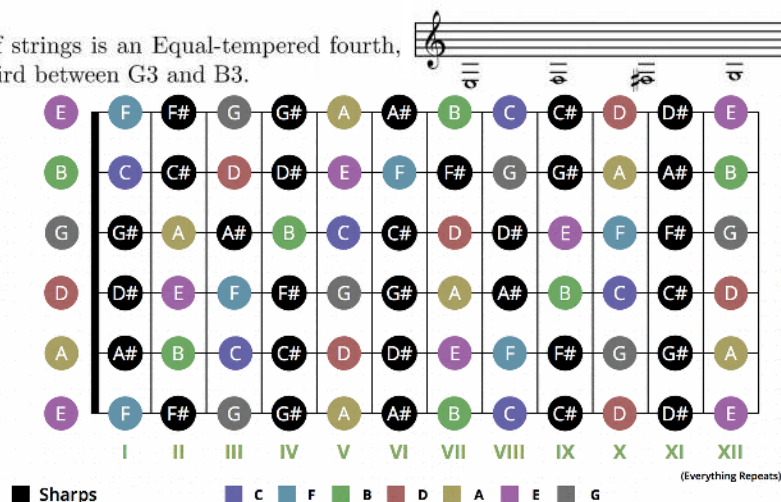 f strings is an Equal-tempered fourth,
ird between G3 and B3.
E F F# G G# A A# B C C# D D# E
B C C# D D# E F F# G G# A A# B
G G# A A# B C C# D D# E F F# G
D D# E F F# G G# A A# B C C# D
A A# B C C# D D# E F F# G G# A
E F F# G G# A A# B C C# D D# E
I II III IV V VI VII VIII IX X XI XII
(Everything Repeats)
Sharps C F B D A E G